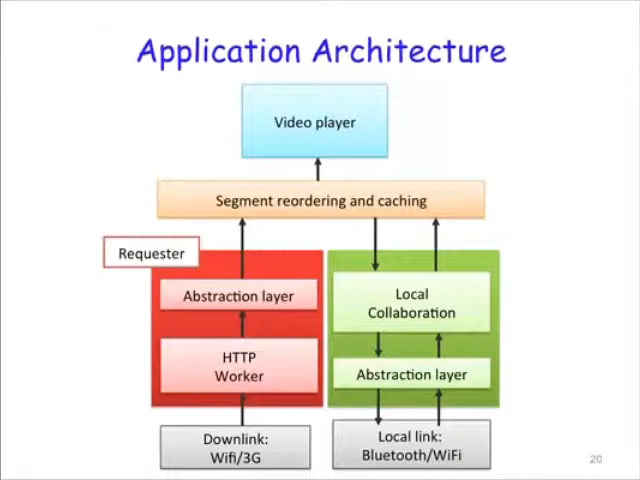 Application Architecture
Video player
Segment reordering and caching
Requester
Abstraction layer
HTTP
Worker
Local
Collaboration
Abstraction layer
Downlink:
Wifi/3G
Local link:
Bluetooth/WiFi
20